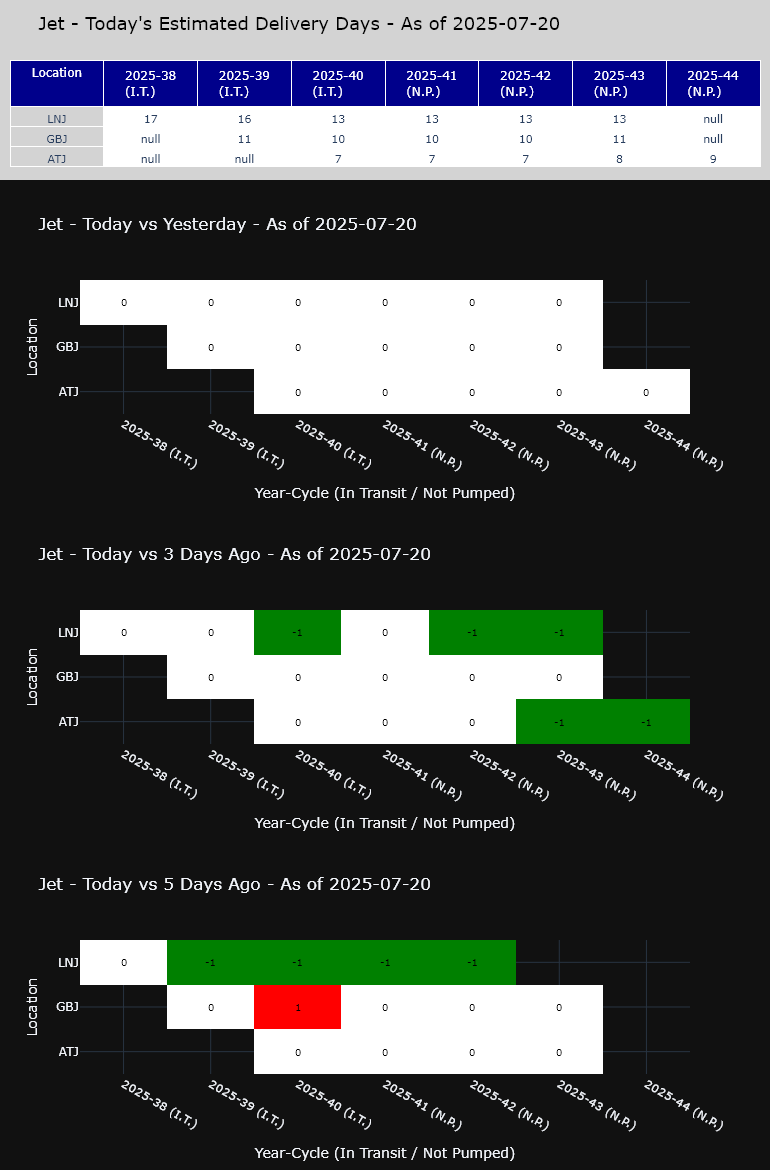 Jet - Today's Estimated Delivery Days - As of 2025-07-20
Location 2025-38 (I.T.) 2025-39 (I.T.) 2025-40 (I.T.) 2025-41 (N.P.) 2025-42 (N.P.) 2025-43 (N.P.) 2025-44 (N.P.)
LNJ 17 16 13 13 13 13 null
GBJ null 11 10 10 10 11 null
ATJ null null 7 7 7 8 9
Jet - Today vs Yesterday - As of 2025-07-20
Location
LNJ 0 0 0 0 0 0
GBJ 0 0 0 0 0
ATJ 0 0 0 0 0
2025-38 (I.T.) 2025-39 (I.T.) 2025-40 (I.T.) 2025-41 (N.P.) 2025-42 (N.P.) 2025-43 (N.P.) 2025-44 (N.P.)
Year-Cycle (In Transit / Not Pumped)
Jet - Today vs 3 Days Ago - As of 2025-07-20
Location
LNJ 0 0 -1 0 -1 -1
GBJ 0 0 0 0 0
ATJ 0 0 0 -1 -1
2025-38 (I.T.) 2025-39 (I.T.) 2025-40 (I.T.) 2025-41 (N.P.) 2025-42 (N.P.) 2025-43 (N.P.) 2025-44 (N.P.)
Year-Cycle (In Transit / Not Pumped)
Jet - Today vs 5 Days Ago - As of 2025-07-20
Location
LNJ 0 -1 -1 -1 -1
GBJ 0 1 0 0 0
ATJ 0 0 0 0
2025-38 (I.T.) 2025-39 (I.T.) 2025-40 (I.T.) 2025-41 (N.P.) 2025-42 (N.P.) 2025-43 (N.P.) 2025-44 (N.P.)
Year-Cycle (In Transit / Not Pumped)